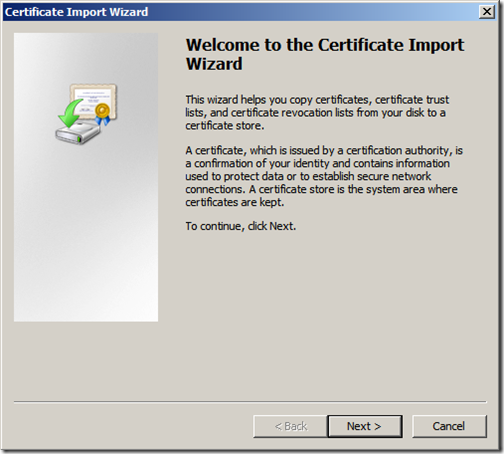 Certificate Import Wizard
Welcome to the Certificate Import
Wizard
This wizard helps you copy certificates, certificate trust
lists, and certificate revocation lists from your disk to a
certificate store.
A certificate, which is issued by a certification authority, is
a confirmation of your identity and contains information
used to protect data or to establish secure network
connections. A certificate store is the system area where
certificates are kept.
To continue, click Next.
< Back
Next >
Cancel